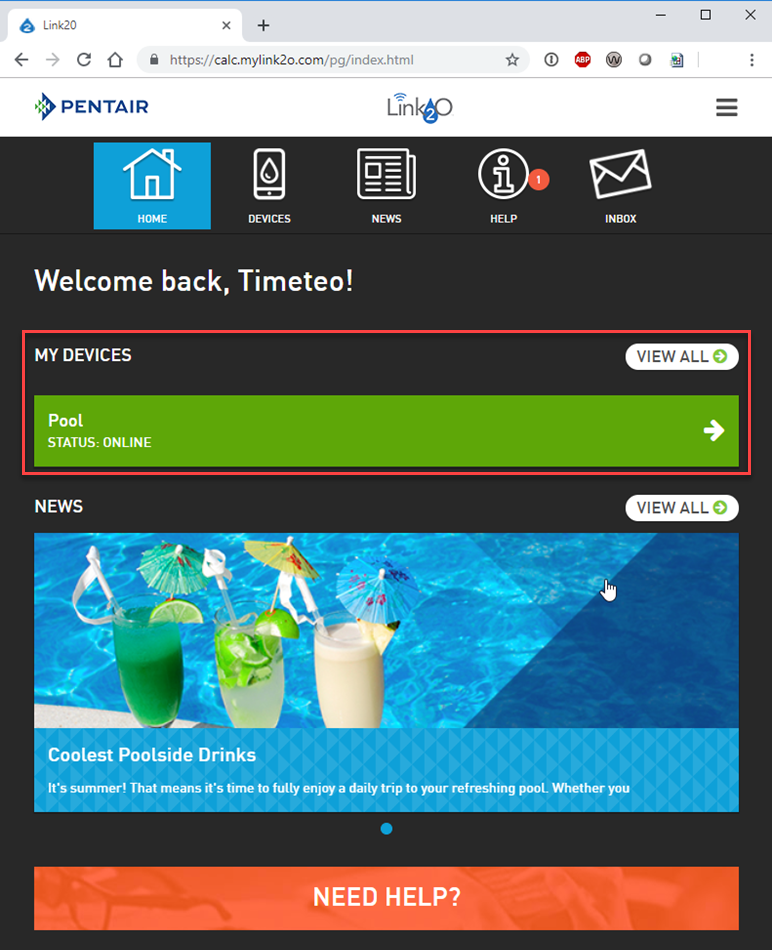 Link2O
https://calc.mylink2o.com/pg/index.html
ABP
W
PENTAIR
Link2O
HOME
DEVICES
NEWS
HELP
1
INBOX
Welcome back, Timeteo!
MY DEVICES
VIEW ALL
Pool
STATUS: ONLINE
NEWS
VIEW ALL
Coolest Poolside Drinks
It's summer! That means it's time to fully enjoy a daily trip to your refreshing pool. Whether you
NEED HELP?